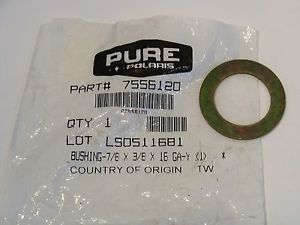 PURE
POLARIS
PART# 7556120
07556120
QTY 1
LOT LS0511681
BUSHING-7/8 X 3/8 X 16 GA-Y (1) *
COUNTRY OF ORIGIN TW